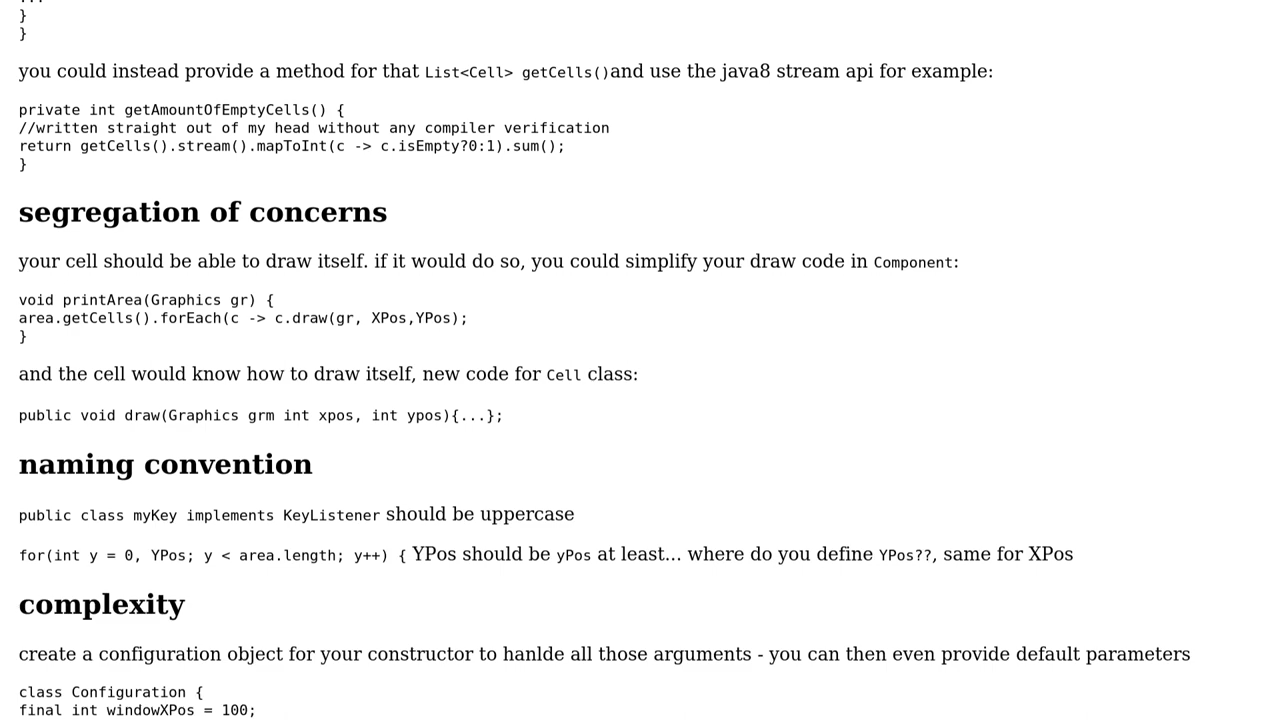 }
}
you could instead provide a method for that List<Cell> getCells()and use the java8 stream api for example:
private int getAmountOfEmptyCells() {
//written straight out of my head without any compiler verification
return getCells().stream().mapToInt(c -> c.isEmpty?0:1).sum();
}
segregation of concerns
your cell should be able to draw itself. if it would do so, you could simplify your draw code in Component:
void printArea(Graphics gr) {
area.getCells().forEach(c -> c.draw(gr, XPos,YPos);
}
and the cell would know how to draw itself, new code for Cell class:
public void draw(Graphics grm int xpos, int ypos){...};
naming convention
public class myKey implements KeyListener should be uppercase
for(int y = 0, YPos; y < area.length; y++) { YPos should be yPos at least... where do you define YPos??, same for XPos
complexity
create a configuration object for your constructor to hanlde all those arguments - you can then even provide default parameters
class Configuration {
final int windowXPos = 100;